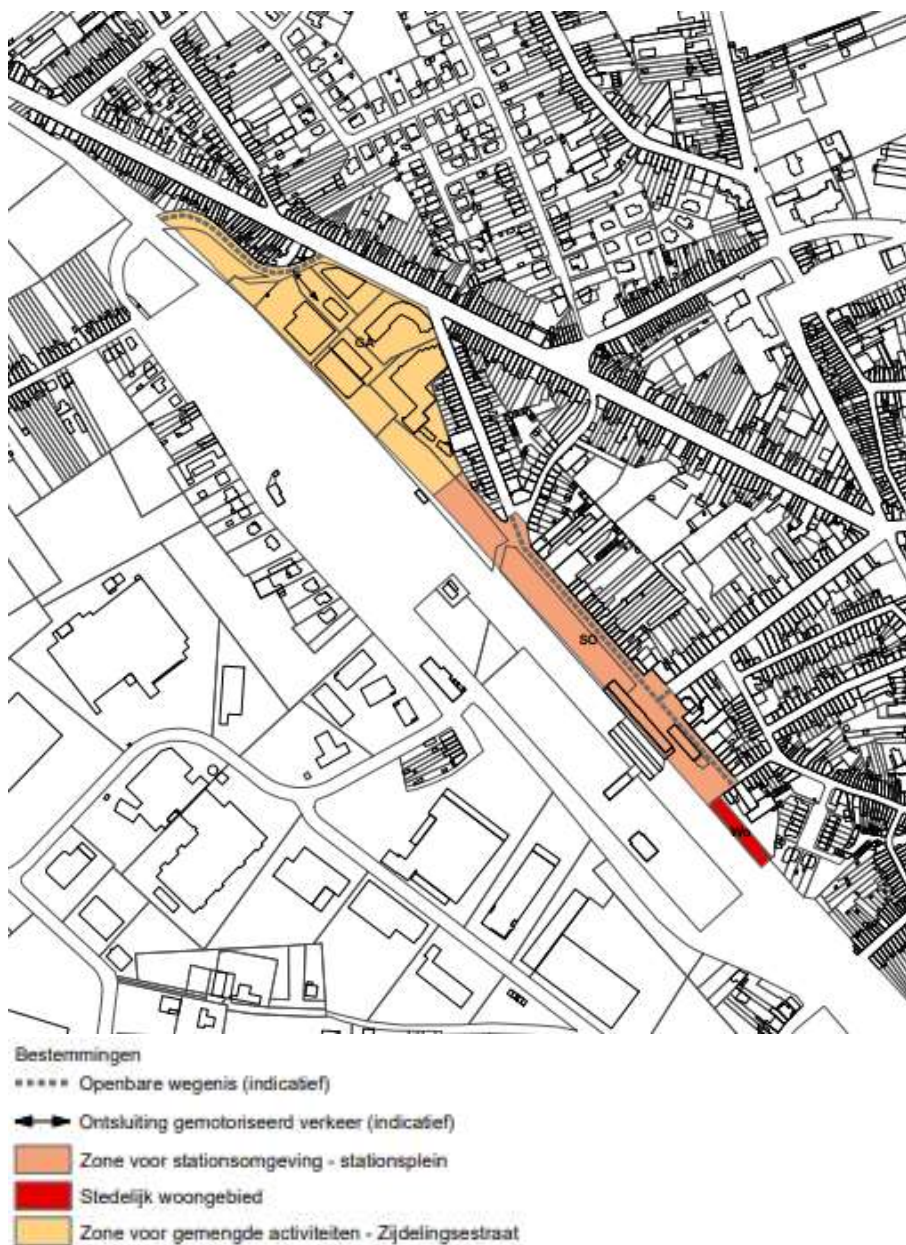 GA
SO
Wo
Bestemmingen
Openbare wegenis (indicatief)
Ontsluiting gemotoriseerd verkeer (indicatief)
Zone voor stationsomgeving - stationsplein
Stedelijk woongebied
Zone voor gemengde activiteiten - Zijdelingsestraat